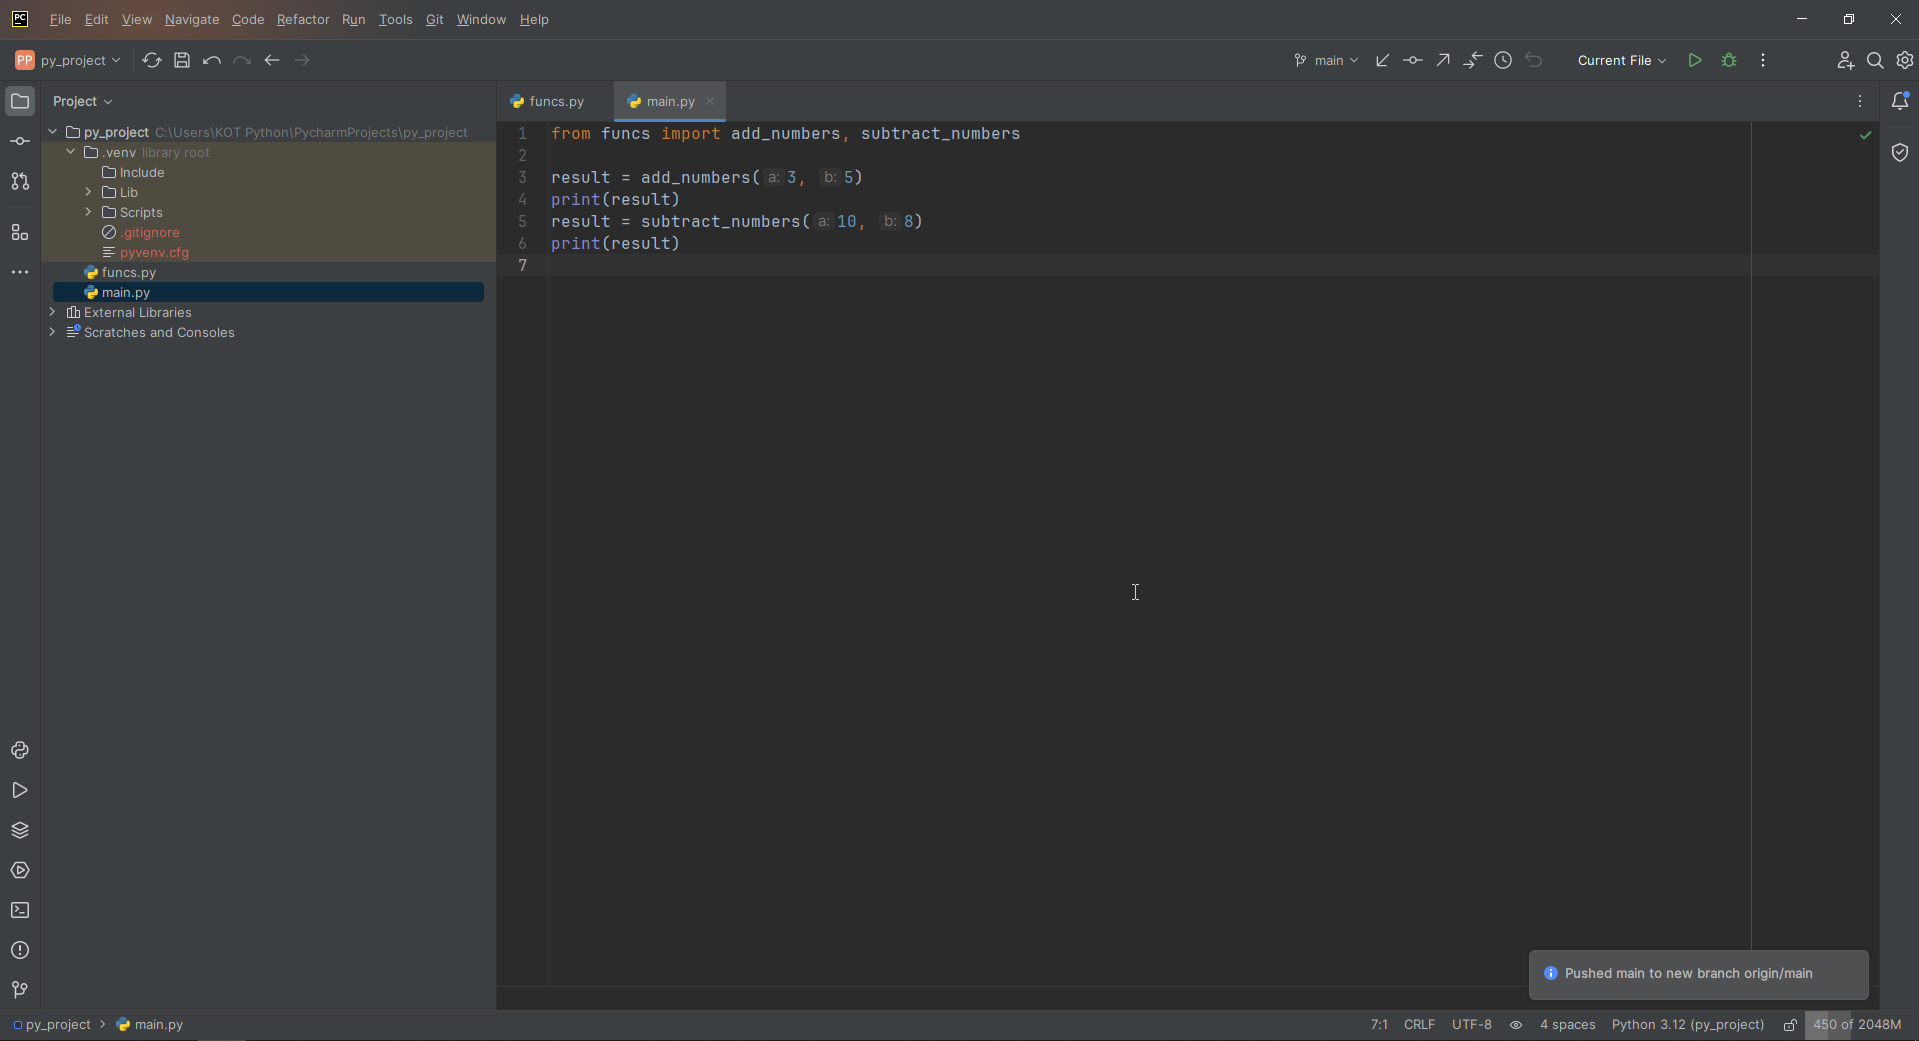 PC File Edit View Navigate Code Refactor Run Tools Git Window Help
PP py_project main Current File
Project
funcs.py main.py
py_project C:\Users\KOT Python\PycharmProjects\py_project
.venv library root
Include
Lib
Scripts
.gitignore
pyvenv.cfg
funcs.py
main.py
External Libraries
Scratches and Consoles
1 from funcs import add_numbers, subtract_numbers
2
3 result = add_numbers( a: 3, b: 5)
4 print(result)
5 result = subtract_numbers( a: 10, b: 8)
6 print(result)
7
Pushed main to new branch origin/main
py_project > main.py 7:1 CRLF UTF-8 4 spaces Python 3.12 (py_project) 450 of 2048M